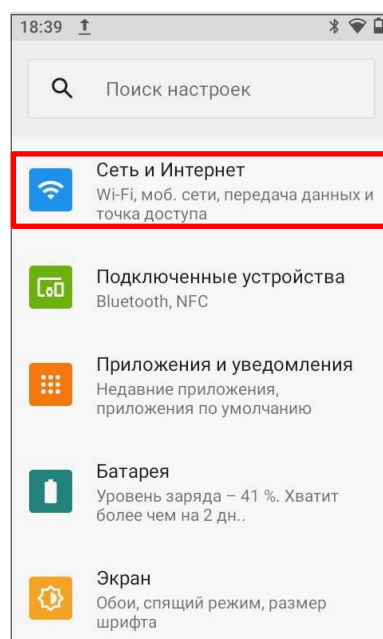 18:39
Поиск настроек
Сеть и Интернет
Wi-Fi, моб. сети, передача данных и
точка доступа
Подключенные устройства
Bluetooth, NFC
Приложения и уведомления
Недавние приложения,
приложения по умолчанию
Батарея
Уровень заряда – 41 %. Хватит
более чем на 2 дн..
Экран
Обои, спящий режим, размер
шрифта